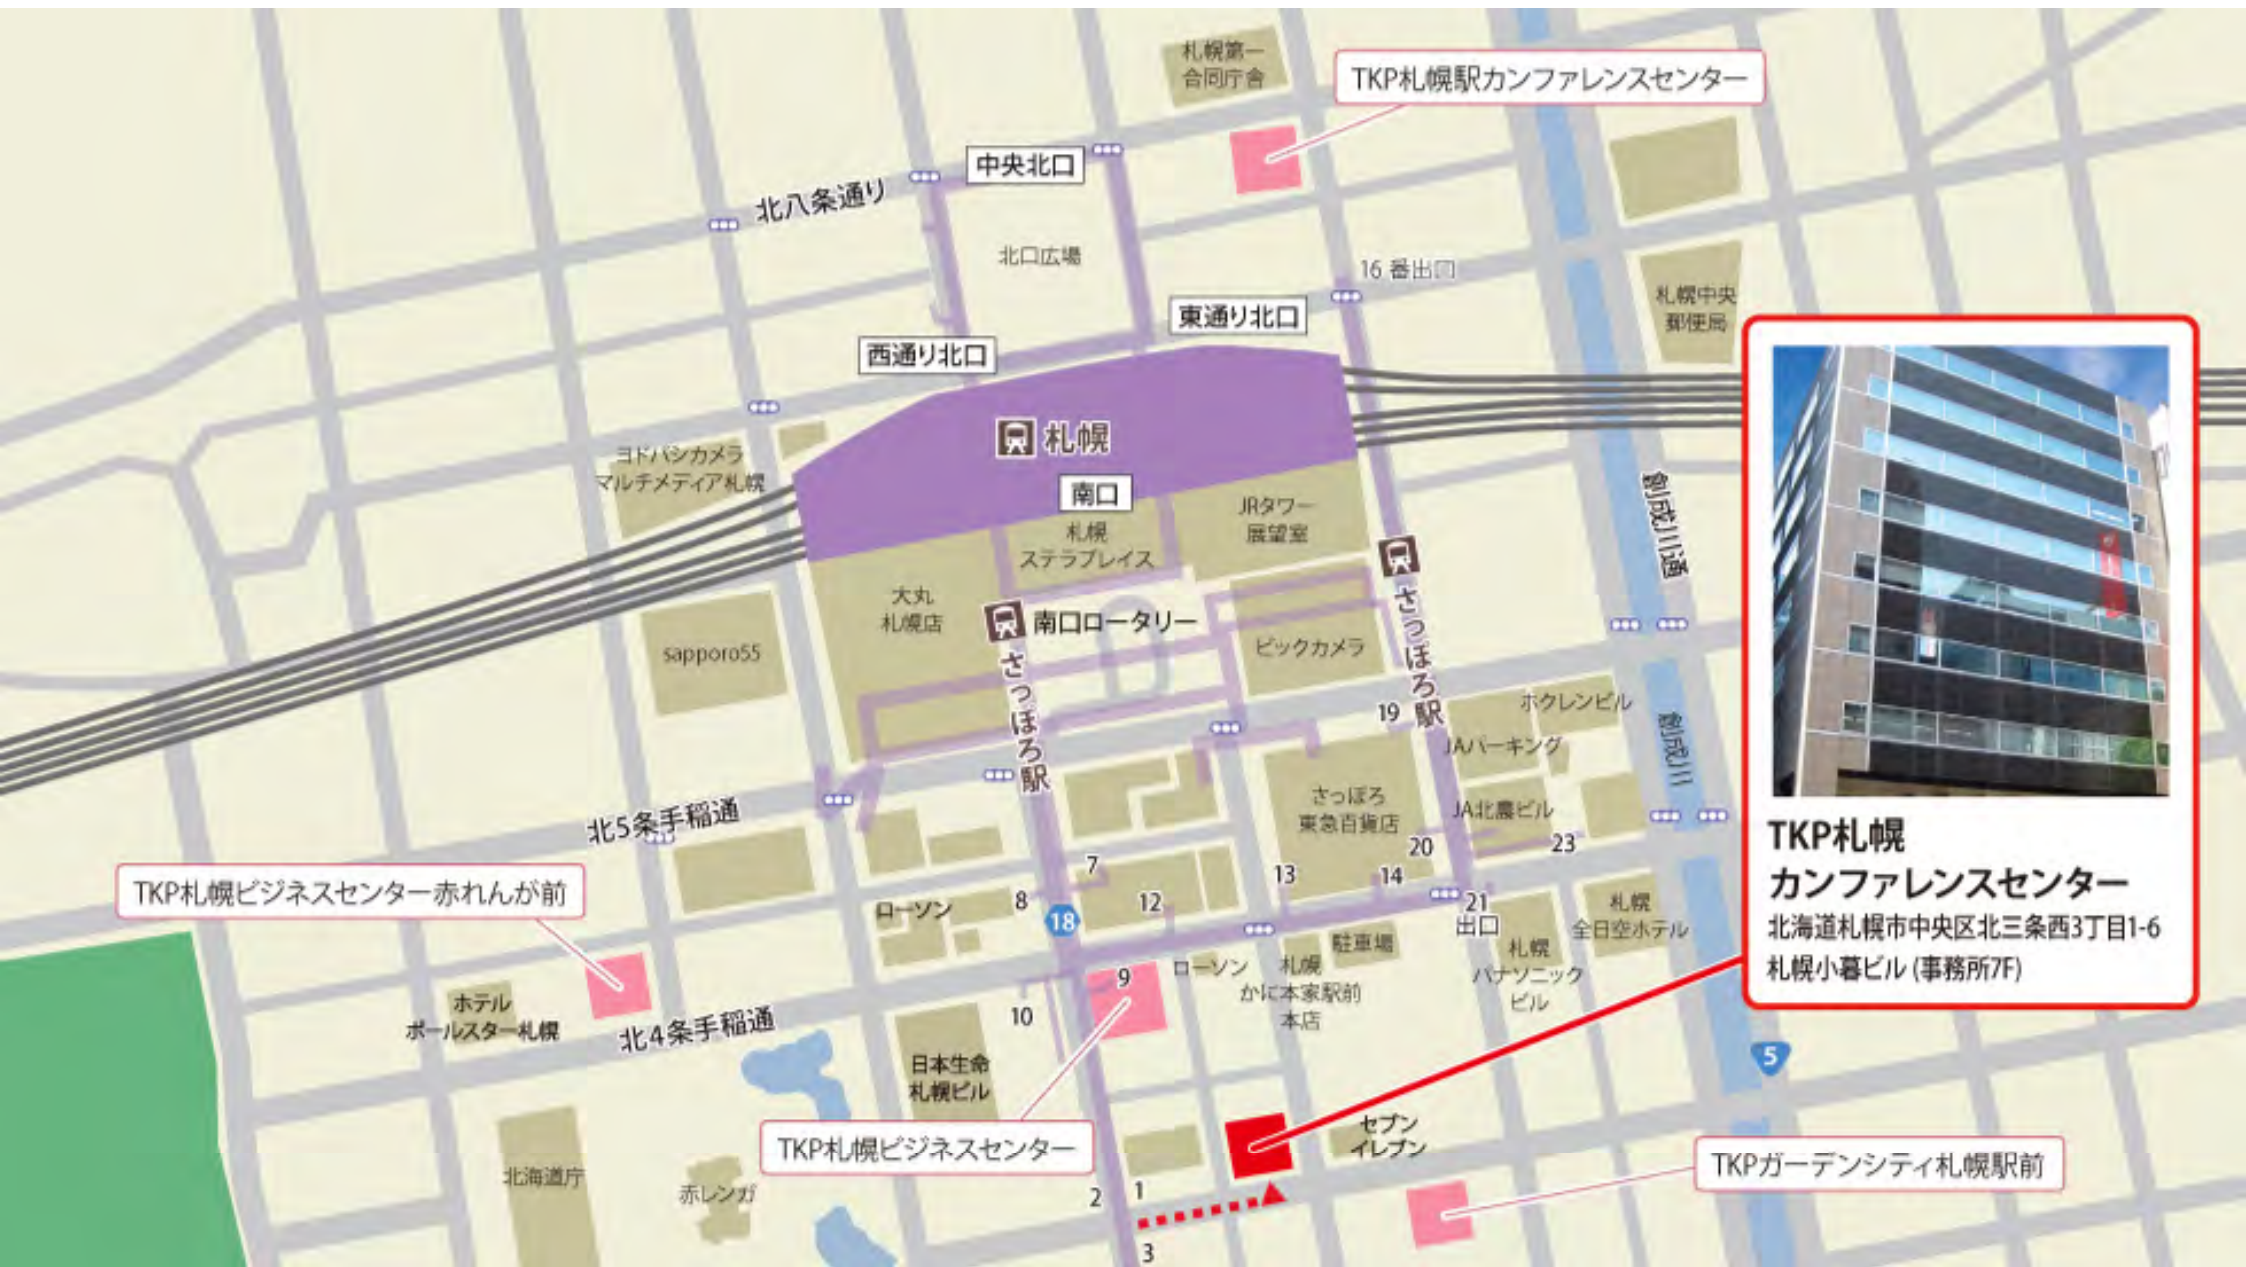 札幌第一
合同庁舎
TKP札幌駅カンファレンスセンター
中央北口
北八条通り
北口広場
16 番出口
札幌中央
郵便局
東通り北口
西通り北口
札幌
ヨドバシカメラ
マルチメディア札幌
南口
札幌
ステラプレイス
JRタワー
展望室
創成川通
大丸
札幌店
南口ロータリー
さっぽろ駅
さっぽろ駅
sapporo55
ビックカメラ
19
ホクレンビル
JAパーキング
創成川
北5条手稲通
さっぽろ
東急百貨店
JA北農ビル
20
23
TKP札幌
カンファレンスセンター
北海道札幌市中央区北三条西3丁目1-6
札幌小暮ビル (事務所7F)
TKP札幌ビジネスセンター赤れんが前
7
8
12
13
14
21
出口
ローソン
18
駐車場
札幌
全日空ホテル
札幌
パナソニック
ビル
9
ローソン
札幌
かに本家駅前
本店
10
ホテル
ポールスター札幌
北4条手稲通
日本生命
札幌ビル
5
TKP札幌ビジネスセンター
セブン
イレブン
TKPガーデンシティ札幌駅前
北海道庁
赤レンガ
2
1
3